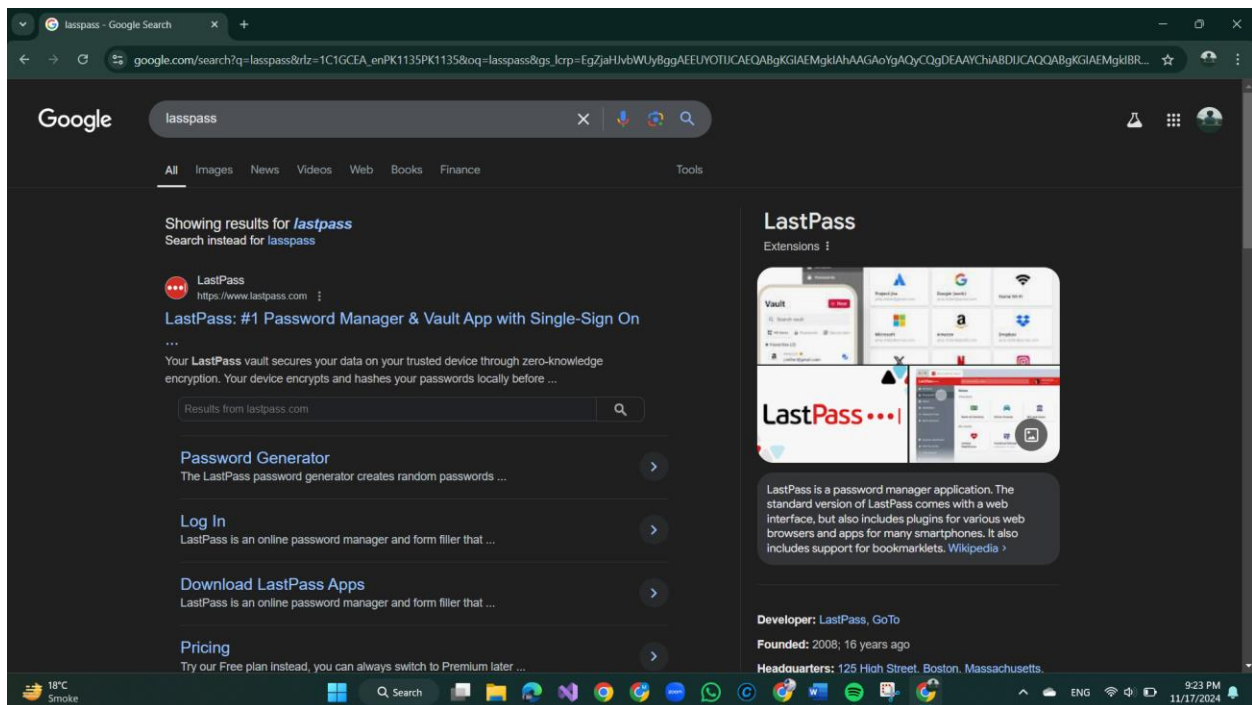 lasspass - Google Search
google.com/search?q=lasspass&rlz=1C1GCEA_enPK1135PK1135&oq=lasspass&gs_lcrp=
Google
lasspass
All Images News Videos Web Books Finance Tools
Showing results for lastpass
Search instead for lasspass
LastPass
https://www.lastpass.com
LastPass: #1 Password Manager & Vault App with Single-Sign On
...
Your LastPass vault secures your data on your trusted device through zero-knowledge
encryption. Your device encrypts and hashes your passwords locally before ...
Results from lastpass.com
Password Generator
The LastPass password generator creates random passwords ...
Log In
LastPass is an online password manager and form filler that ...
Download LastPass Apps
LastPass is an online password manager and form filler that ...
Pricing
Try our Free plan instead, you can always switch to Premium later ...
LastPass
Extensions
Vault
LastPass
LastPass is a password manager application. The
standard version of LastPass comes with a web
interface, but also includes plugins for various web
browsers and apps for many smartphones. It also
includes support for bookmarklets. Wikipedia
Developer: LastPass, GoTo
Founded: 2008; 16 years ago
Headquarters: 125 High Street, Boston, Massachusetts,
18°C
Smoke
Search
zoom
ENG
9:23 PM
11/17/2024